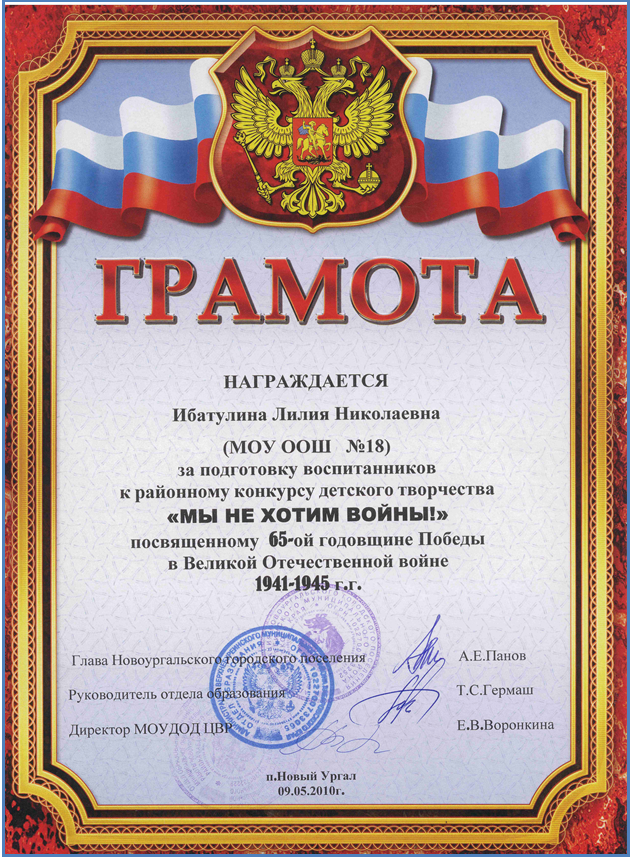 ГРАМОТА
НАГРАЖДАЕТСЯ
Ибатулина Лилия Николаевна
(МОУ ООШ №18)
за подготовку воспитанников
к районному конкурсу детского творчества
«МЫ НЕ ХОТИМ ВОЙНЫ!»
посвященному 65-ой годовщине Победы
в Великой Отечественной войне
1941-1945 г.г.
Глава Новоургальского городского поселения А.Е.Панов
Руководитель отдела образования Т.С.Гермаш
Директор МОУДОД ЦВР Е.В.Воронкина
п.Новый Ургал
09.05.2010г.